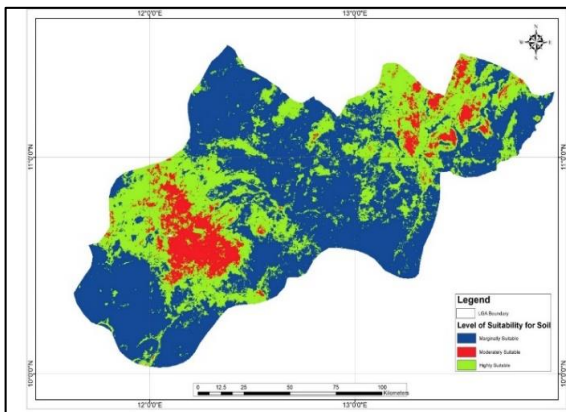 12°0'0"E 13°0'0"E
N
W E
S
11°0'0"N 11°0'0"N
Legend
LGA Boundary
Level of Suitability for Soil
Marginally Suitable
Moderately Suitable
Highly Suitable
10°0'0"N 10°0'0"N
0 12.5 25 50 75 100
Kilometers
12°0'0"E 13°0'0"E